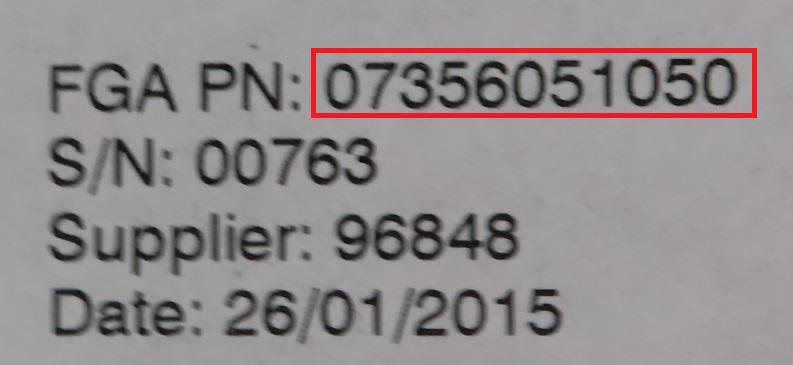 FGA PN: 07356051050
S/N: 00763
Supplier: 96848
Date: 26/01/2015